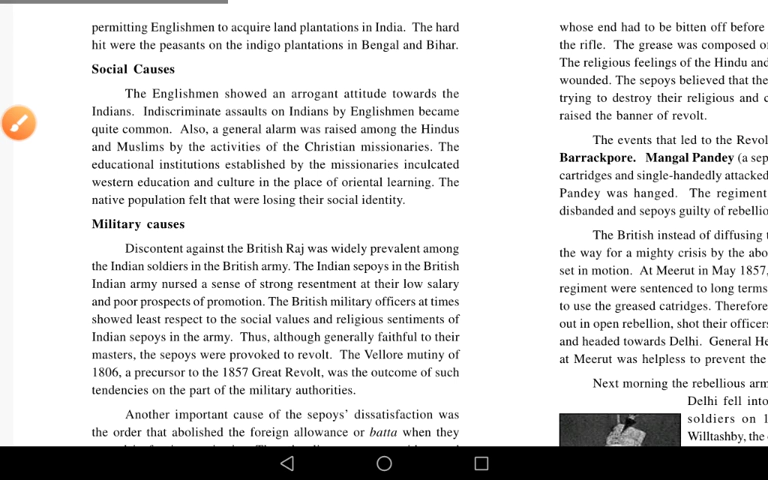 permitting Englishmen to acquire land plantations in India. The hard
hit were the peasants on the indigo plantations in Bengal and Bihar.
Social Causes
The Englishmen showed an arrogant attitude towards the
Indians. Indiscriminate assaults on Indians by Englishmen became
quite common. Also, a general alarm was raised among the Hindus
and Muslims by the activities of the Christian missionaries. The
educational institutions established by the missionaries inculcated
western education and culture in the place of oriental learning. The
native population felt that were losing their social identity.
Military causes
Discontent against the British Raj was widely prevalent among
the Indian soldiers in the British army. The Indian sepoys in the British
Indian army nursed a sense of strong resentment at their low salary
and poor prospects of promotion. The British military officers at times
showed least respect to the social values and religious sentiments of
Indian sepoys in the army. Thus, although generally faithful to their
masters, the sepoys were provoked to revolt. The Vellore mutiny of
1806, a precursor to the 1857 Great Revolt, was the outcome of such
tendencies on the part of the military authorities.
Another important cause of the sepoys' dissatisfaction was
the order that abolished the foreign allowance or batta when they
whose end had to be bitten off before
the rifle. The grease was composed of
The religious feelings of the Hindu and
wounded. The sepoys believed that the
trying to destroy their religious and c
raised the banner of revolt.
The events that led to the Revol
Barrackpore. Mangal Pandey (a sep
cartridges and single-handedly attacked
Pandey was hanged. The regiment
disbanded and sepoys guilty of rebellio
The British instead of diffusing t
the way for a mighty crisis by the abo
set in motion. At Meerut in May 1857,
regiment were sentenced to long terms
to use the greased catridges. Therefore
out in open rebellion, shot their officers
and headed towards Delhi. General He
at Meerut was helpless to prevent the
Next morning the rebellious arm
Delhi fell into
soldiers on 1
Willtashby, the